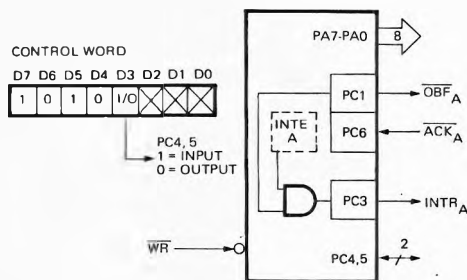 CONTROL WORD
D7 D6 D5 D4 D3 D2 D1 D0
1 0 1 0 I/O
PC4, 5
1 = INPUT
0 = OUTPUT
PA7-PA0
8
PC1
OBF A
INTE
A
PC6
ACK A
PC3
INTR A
WR
PC4,5
2